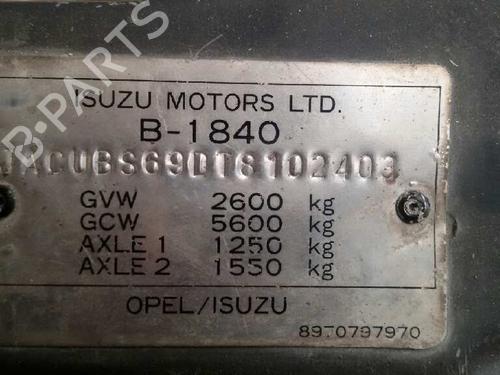 ISUZU MOTORS LTD.
B-1840
JACUBS69DT8102403
GVW 2600 kg
GCW 5600 kg
AXLE 1 1250 kg
AXLE 2 1550 kg
OPEL/ISUZU
8970797970
B-PARTS